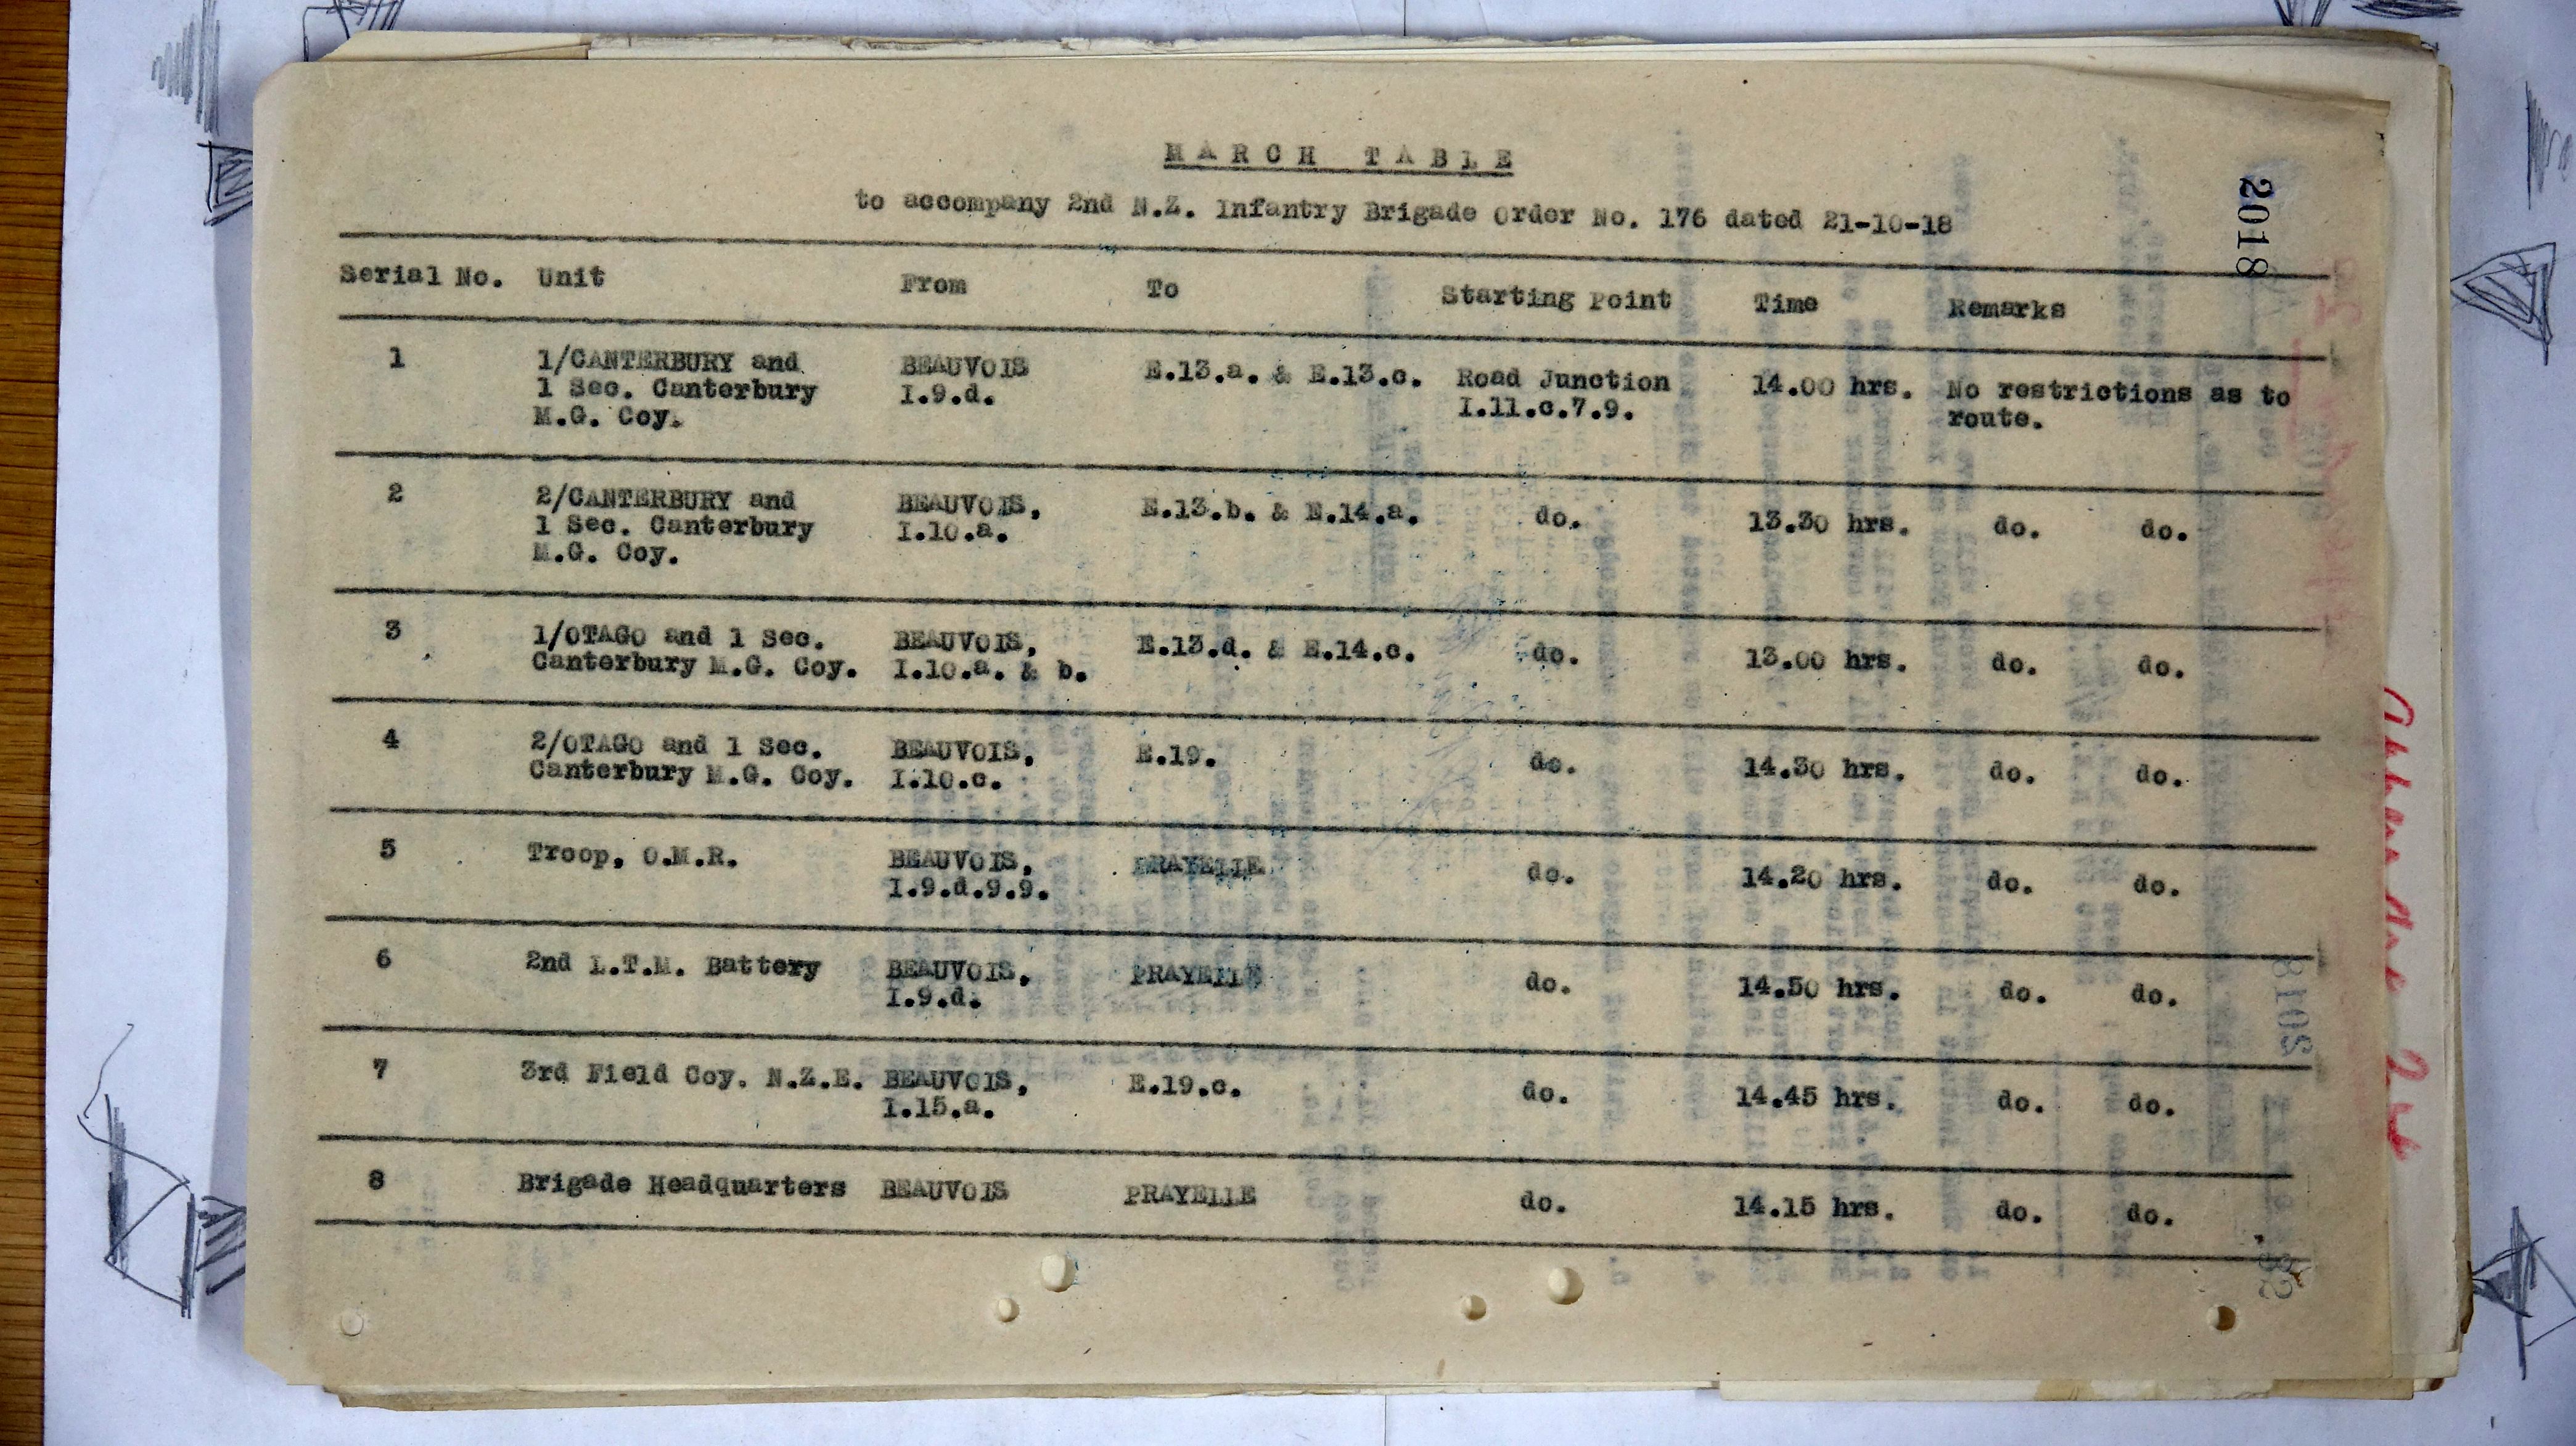 2018
MARCH TABLE
to accompany 2nd N.Z. Infantry Brigade Order No. 176 dated 21-10-18
Serial No. Unit From To Starting Point Time Remarks
1 1/CANTERBURY and BEAUVOIS E.13.a. & E.13.c. Road Junction 14.00 hrs. No restrictions as to
1 Sec. Canterbury I.9.d. I.11.c.7.9. route.
M.G. Coy.
2 2/CANTERBURY and BEAUVOIS, E.13.b. & E.14.a. do. 13.30 hrs. do. do.
1 Sec. Canterbury I.10.a.
M.G. Coy.
3 1/OTAGO and 1 Sec. BEAUVOIS, E.13.d. & E.14.c. do. 13.00 hrs. do. do.
Canterbury M.G. Coy. I.10.a. & b.
4 2/OTAGO and 1 Sec. BEAUVOIS, E.19. do. 14.30 hrs. do. do.
Canterbury M.G. Coy. I.10.c.
5 Troop, O.M.R. BEAUVOIS, PRAYELLE do. 14.20 hrs. do. do.
I.9.d.9.9.
6 2nd L.T.M. Battery BEAUVOIS, PRAYELLE do. 14.50 hrs. do. do.
I.9.d.
7 3rd Field Coy. N.Z.E. BEAUVOIS, E.19.c. do. 14.45 hrs. do. do.
I.15.a.
8 Brigade Headquarters BEAUVOIS PRAYELLE do. 14.15 hrs. do. do.